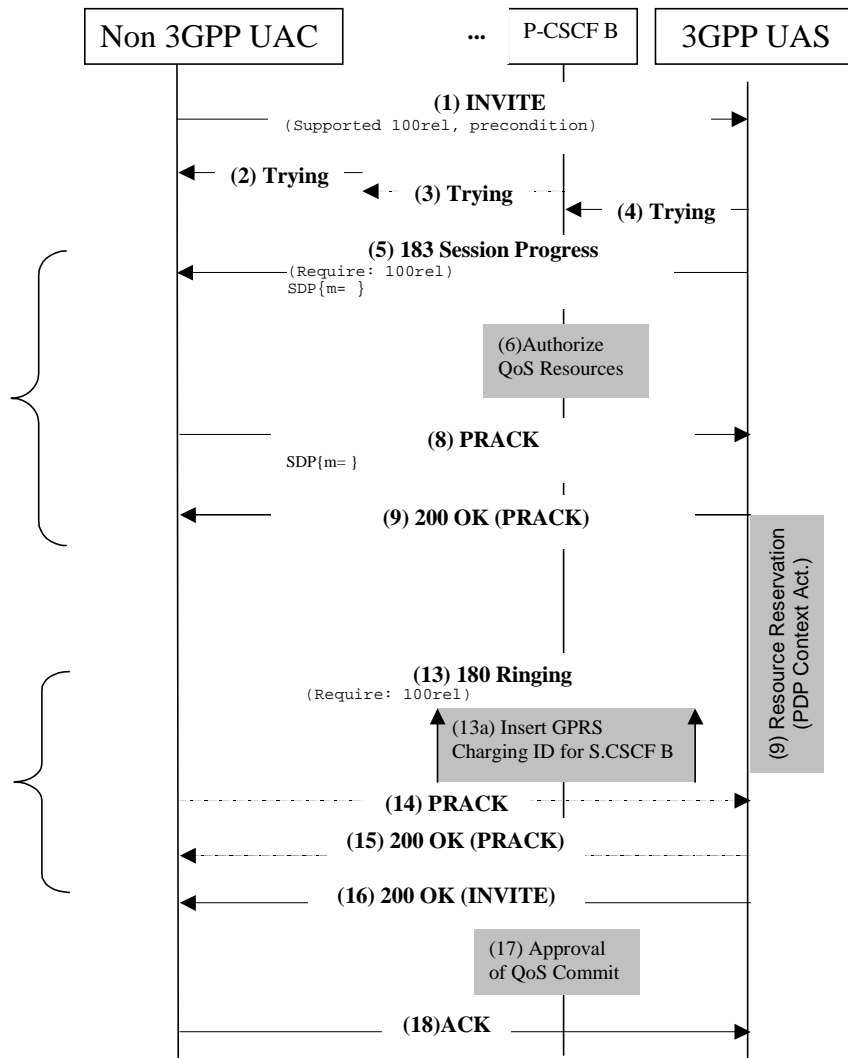 Non 3GPP UAC
...
P-CSCF B
3GPP UAS
(1) INVITE
(Supported 100rel, precondition)
(2) Trying
(3) Trying
(4) Trying
(5) 183 Session Progress
(Require: 100rel)
SDP{m= }
(6)Authorize
QoS Resources
(8) PRACK
SDP{m= }
(9) 200 OK (PRACK)
(9) Resource Reservation
(PDP Context Act.)
(13) 180 Ringing
(Require: 100rel)
(13a) Insert GPRS
Charging ID for S.CSCF B
(14) PRACK
(15) 200 OK (PRACK)
(16) 200 OK (INVITE)
(17) Approval
of QoS Commit
(18)ACK